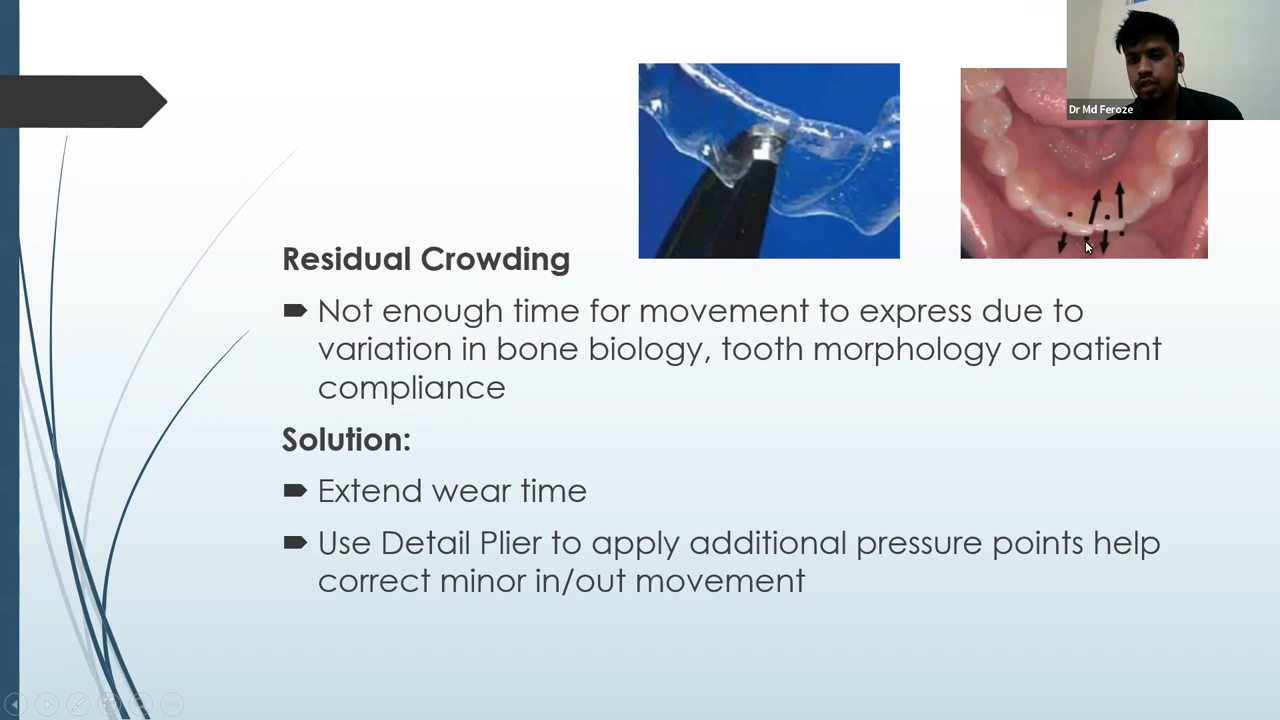 Dr Md Feroze
Residual Crowding
Not enough time for movement to express due to
variation in bone biology, tooth morphology or patient
compliance
Solution:
Extend wear time
Use Detail Plier to apply additional pressure points help
correct minor in/out movement